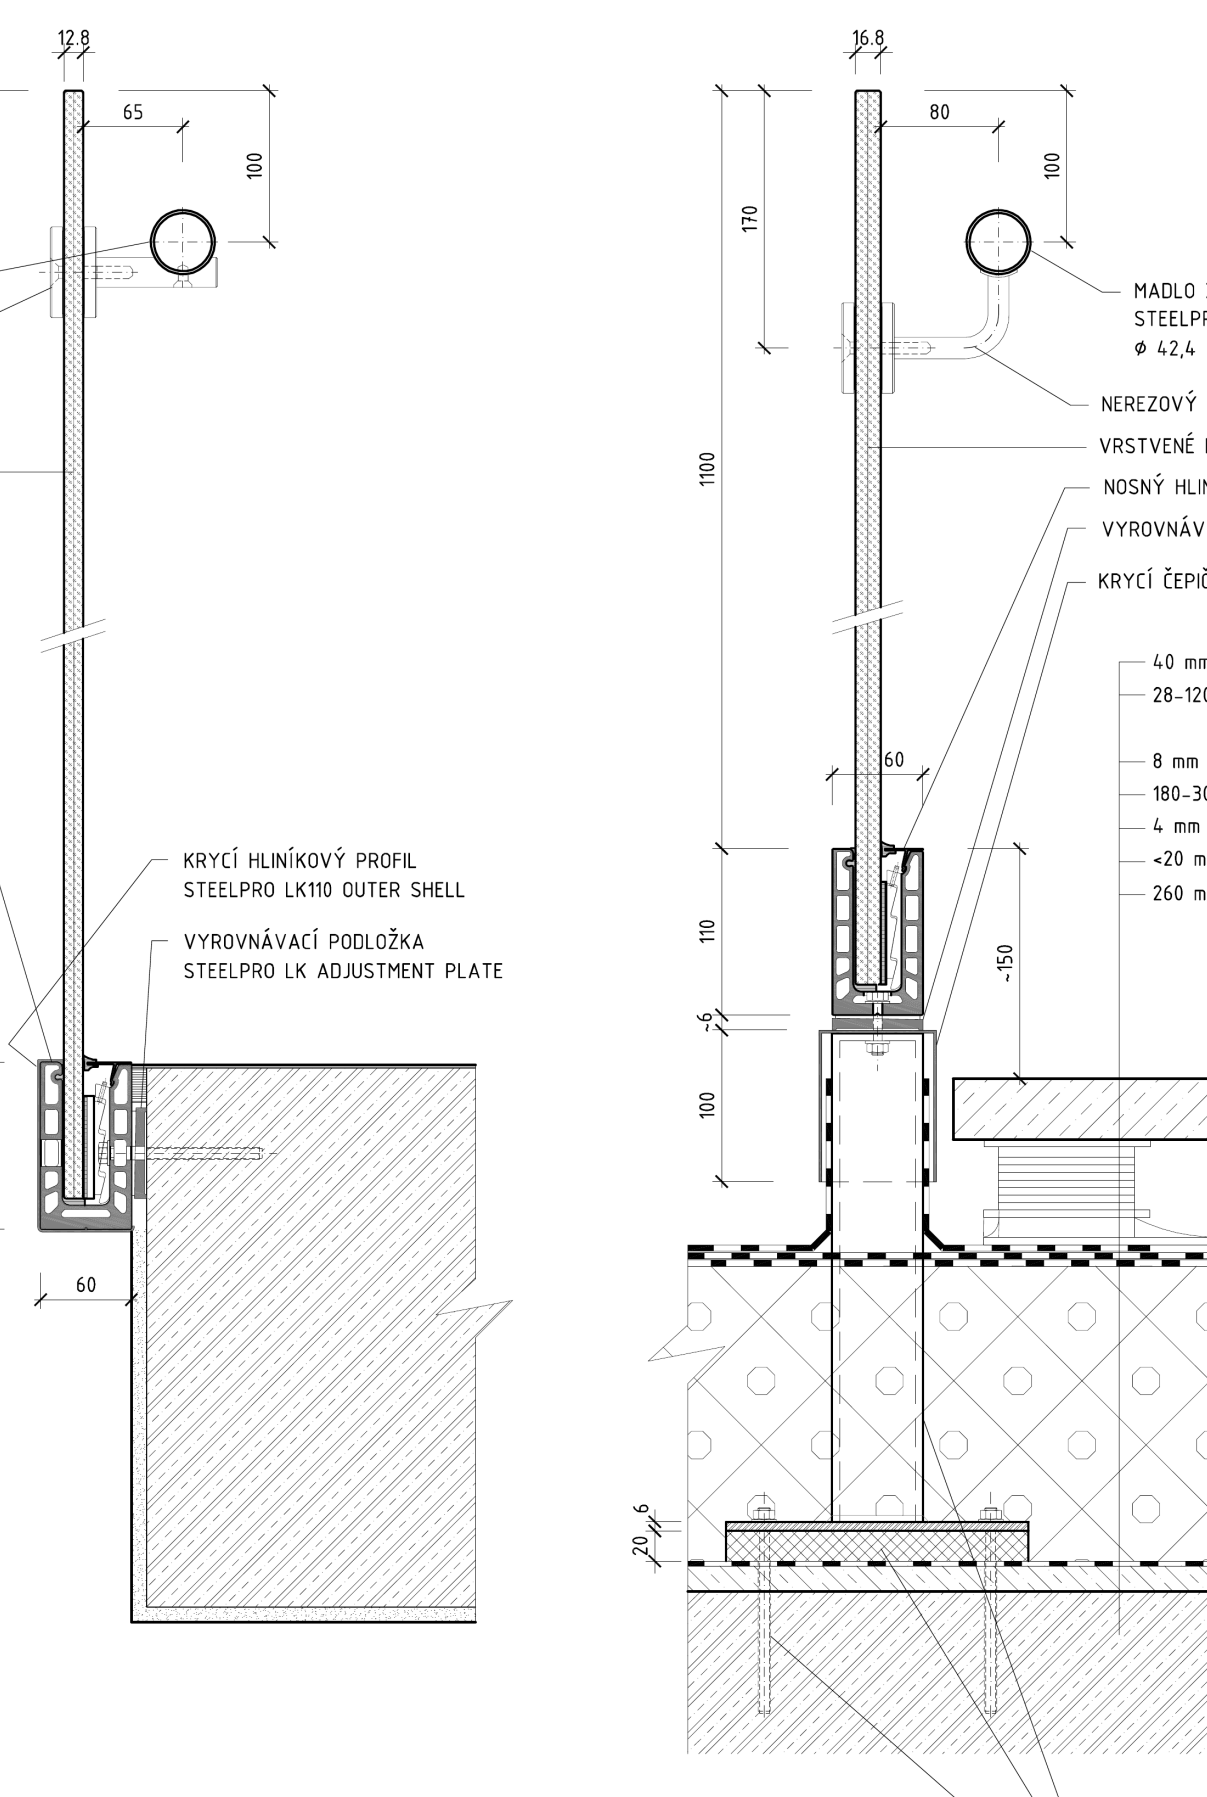 12.8
65
100
KRYCÍ HLINÍKOVÝ PROFIL
STEELPRO LK110 OUTER SHELL
VYROVNÁVACÍ PODLOŽKA
STEELPRO LK ADJUSTMENT PLATE
60
16.8
80
100
170
1100
MADLO
STEELPR
Ø 42,4
NEREZOVÝ
VRSTVENÉ
NOSNÝ HLIN
VYROVNÁV
KRYCÍ ČEPIČ
40 mm
28-120
8 mm
180-30
4 mm
<20 m
260 m
60
110
~6
100
~150
6
20